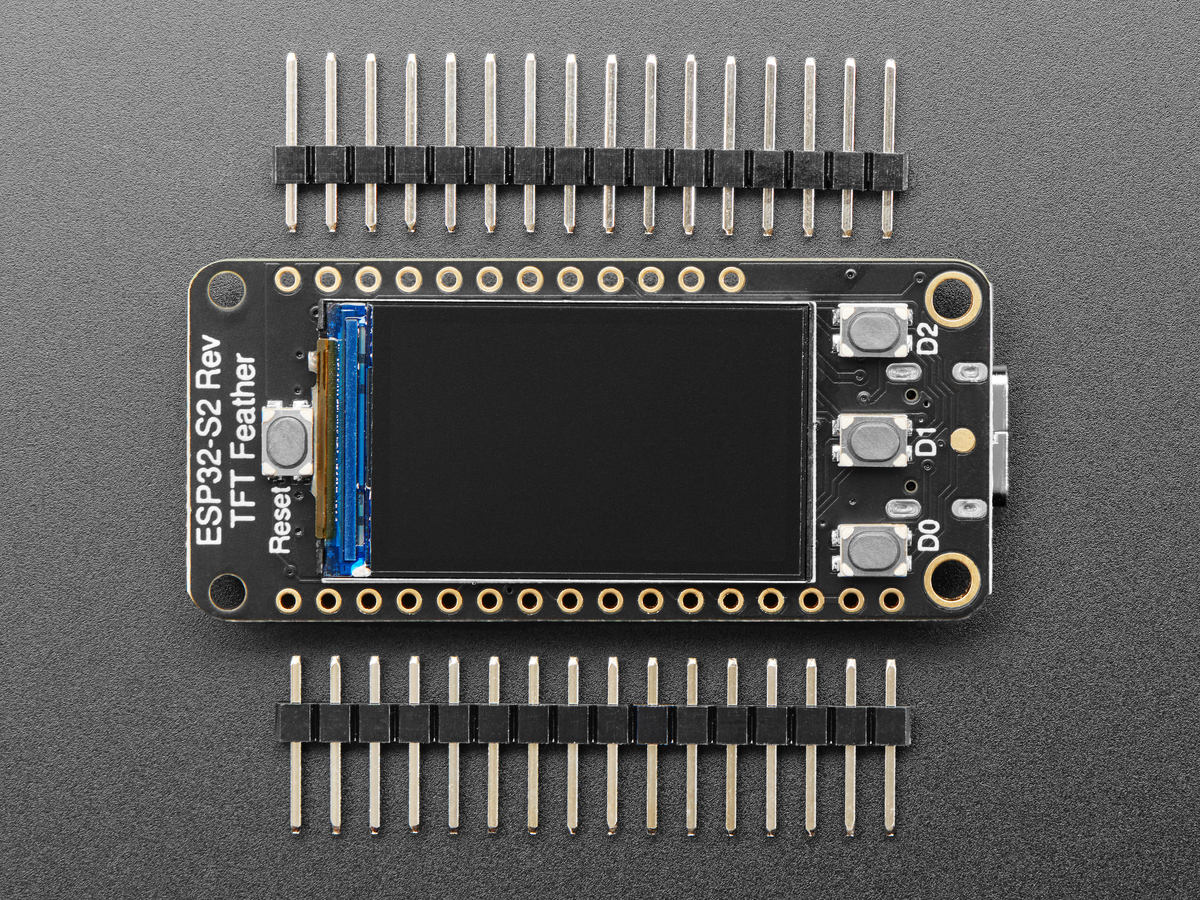 ESP32-S2 Rev
TFT Feather
Reset
D2
D1
D0